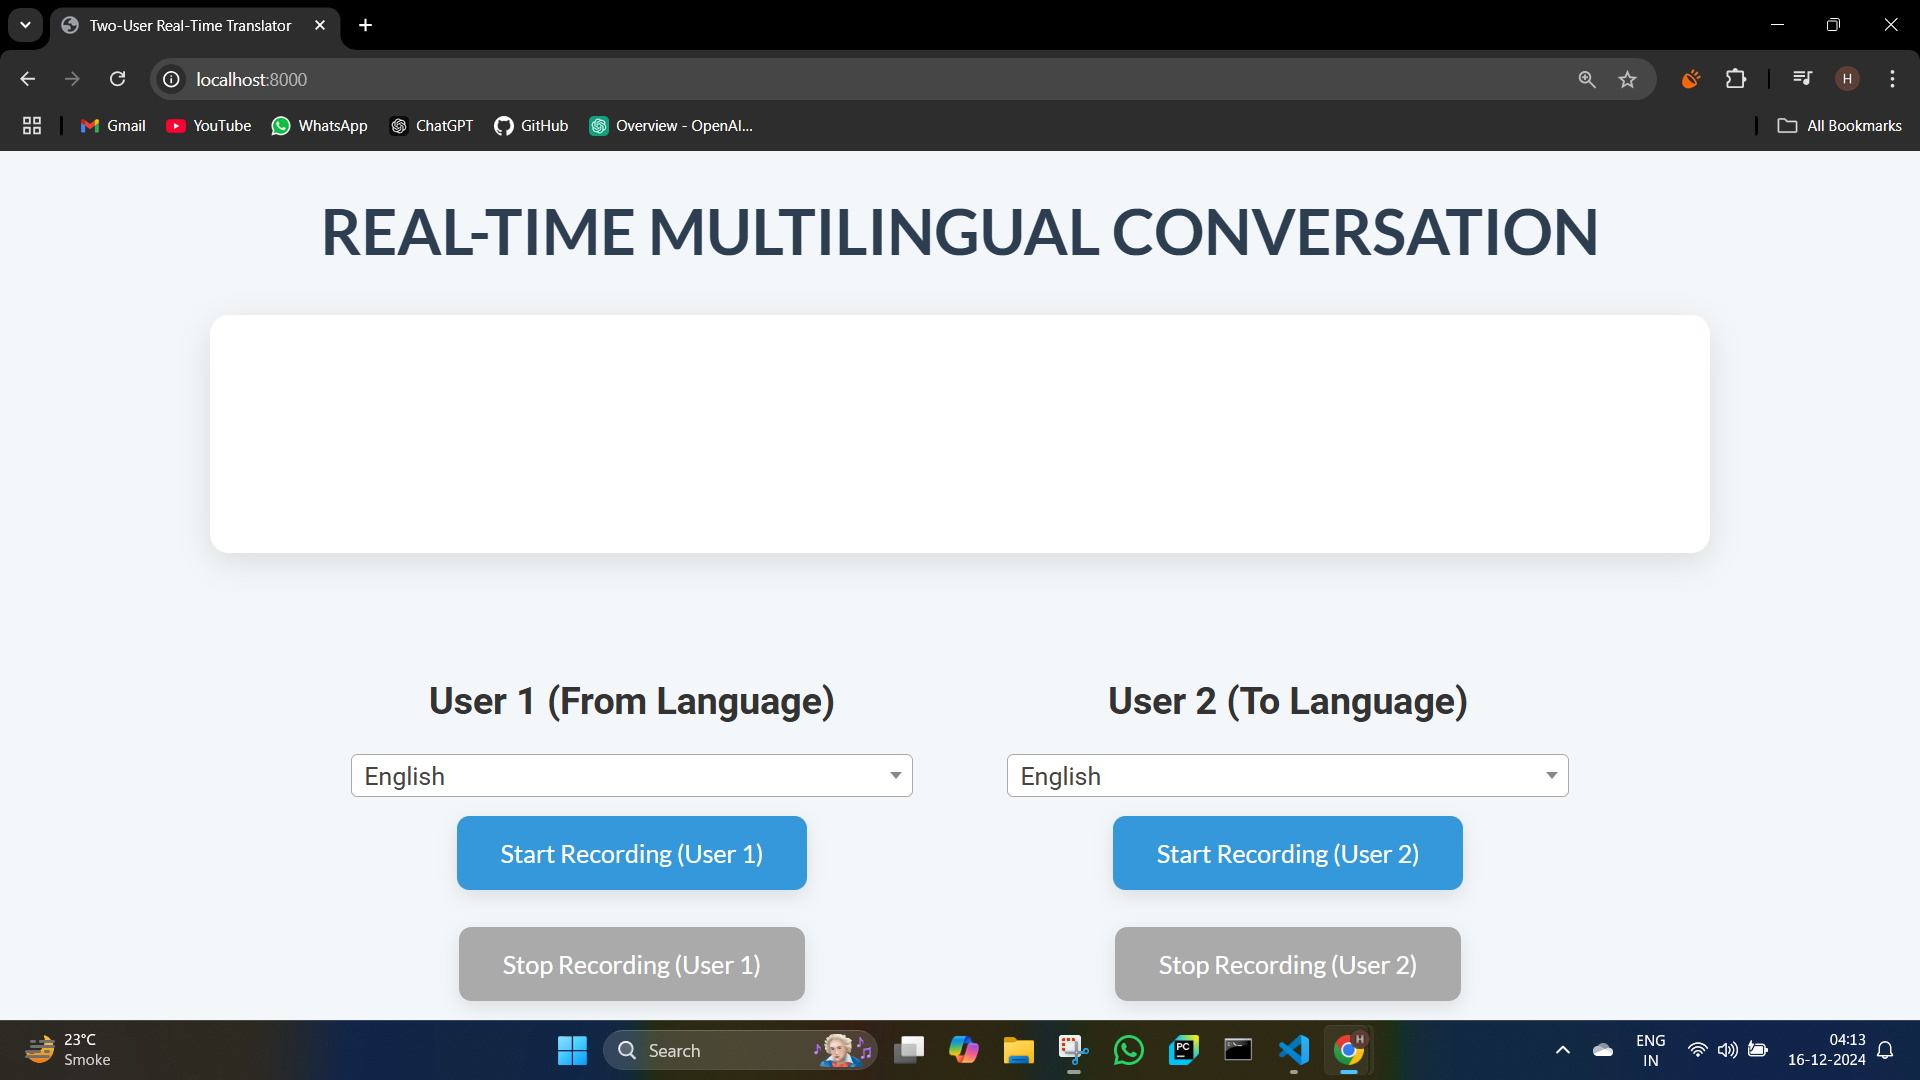 Two-User Real-Time Translator
localhost:8000
H
Gmail
YouTube
WhatsApp
ChatGPT
GitHub
Overview - OpenAI...
All Bookmarks
REAL-TIME MULTILINGUAL CONVERSATION
User 1 (From Language)
User 2 (To Language)
English
English
Start Recording (User 1)
Start Recording (User 2)
Stop Recording (User 1)
Stop Recording (User 2)
23°C
Smoke
Search
PC
H
ENG
IN
04:13
16-12-2024